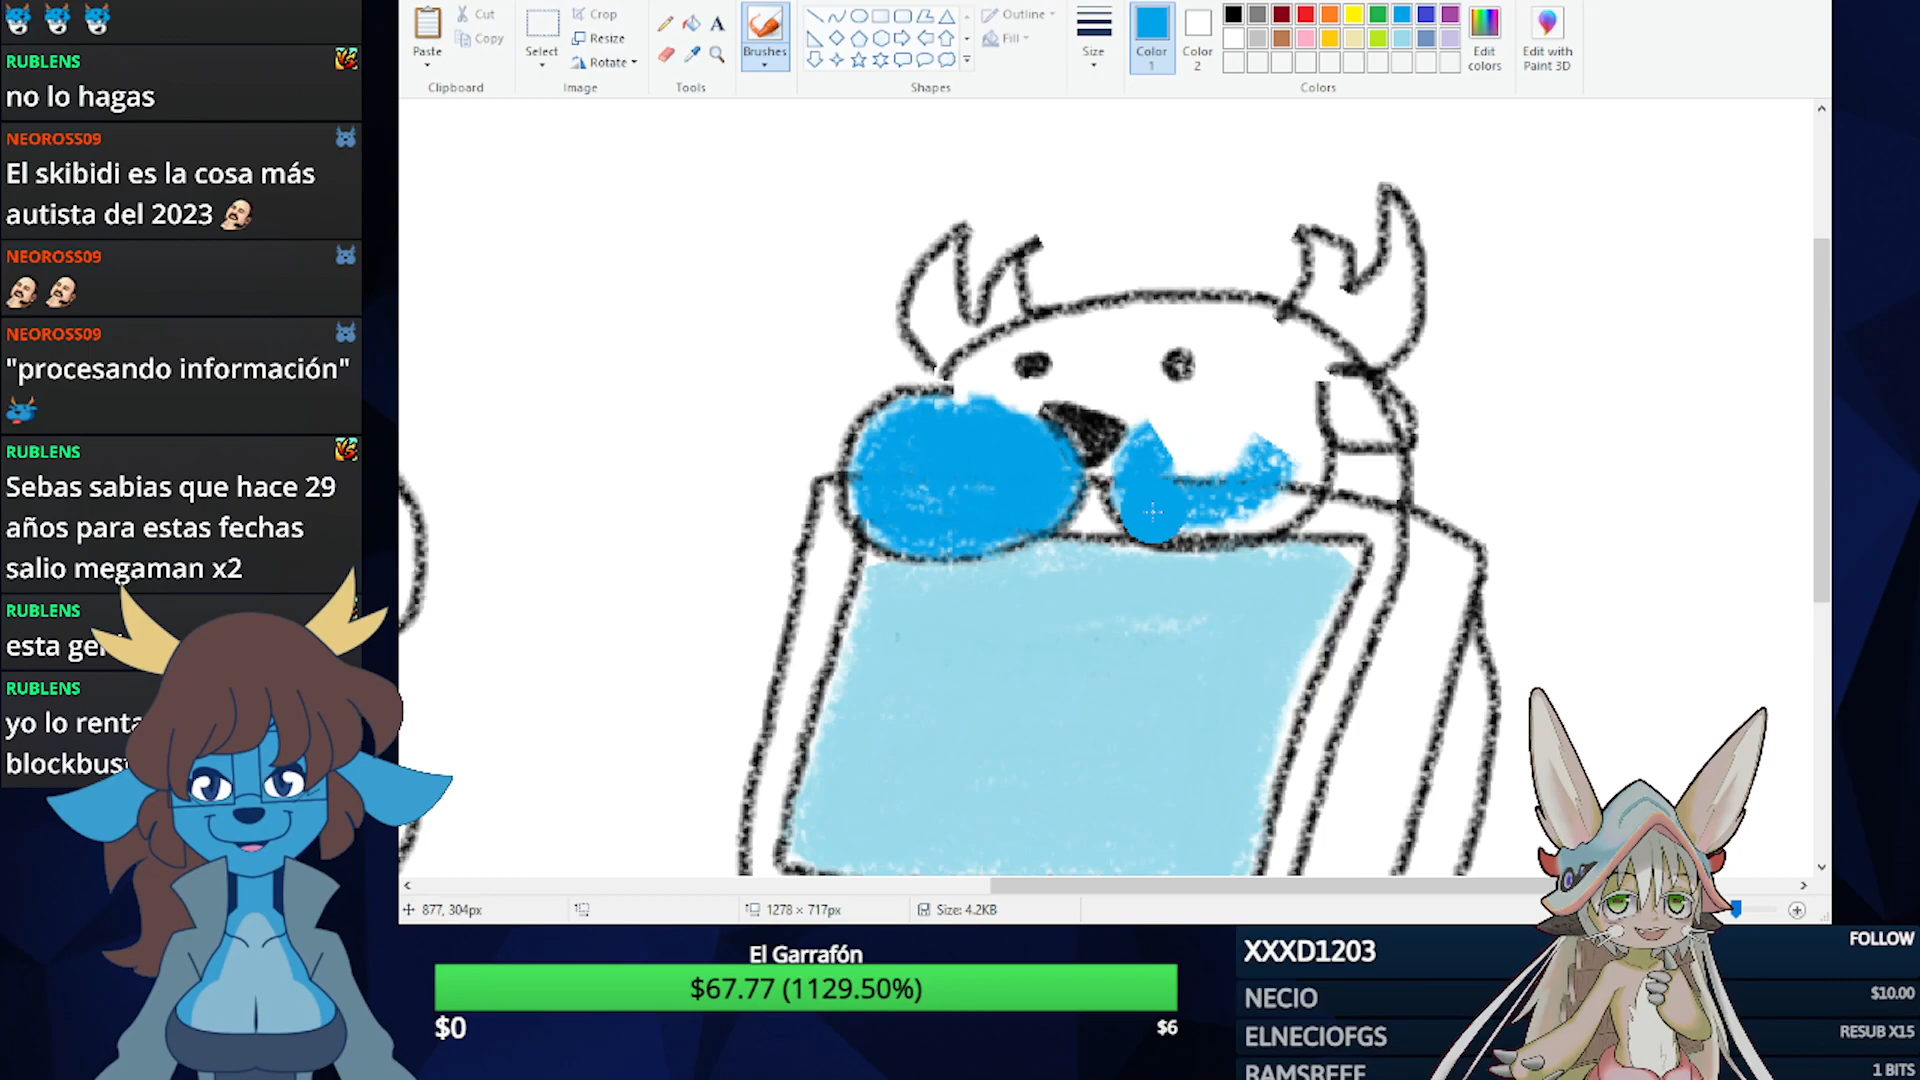 RUBLENS
no lo hagas
NEOROSS09
El skibidi es la cosa más
autista del 2023
NEOROSS09
NEOROSS09
"procesando información"
RUBLENS
Sebas sabias que hace 29
años para estas fechas
salio megaman x2
RUBLENS
esta
RUBLENS
yo lo
Paste
Cut
Copy
Clipboard
Select
Crop
Resize
Rotate
Image
Tools
Brushes
Shapes
Outline
Fill
Size
Color
1
Color
2
Edit
colors
Colors
Edit with
Paint 3D
877, 304px
1278 × 717px
Size: 4.2KB
El Garrafón
$67.77 (1129.50%)
$0
$6
XXXD1203
FOLLOW
NECIO
$10.00
ELNECIOFGS
RESUB X15
RAMSREEE
1 BITS